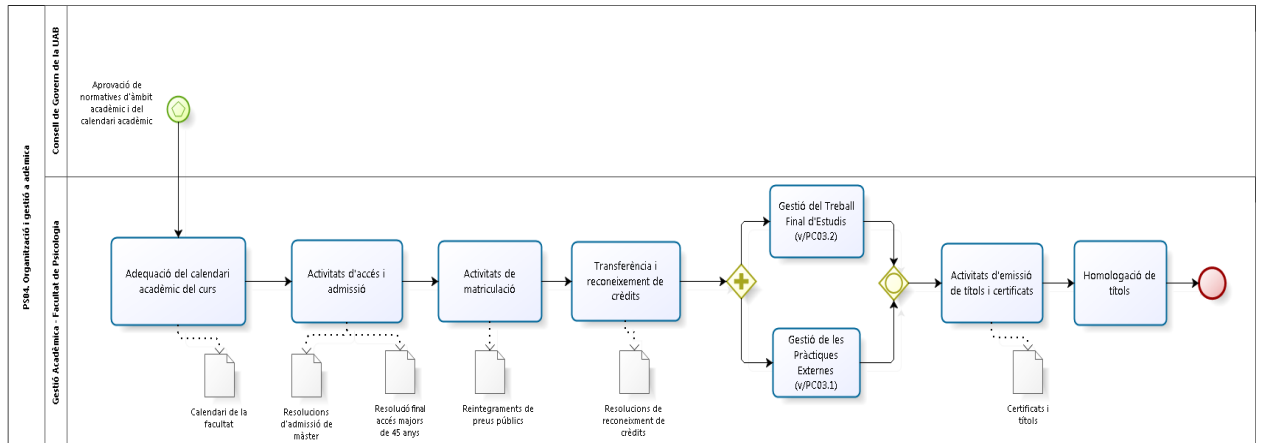 PS04. Organització i gestió a adèmica
Consell de Govern de la UAB
Aprovació de
normatives d'àmbit
acadèmic i del
calendari acadèmic
Gestió Acadèmica - Facultat de Psicologia
Adequació del calendari
acadèmic del curs
Activitats d'accés i
admissió
Activitats de
matriculació
Transferència i
reconeixement de
crèdits
Gestió del Treball
Final d'Estudis
(v/PC03.2)
Gestió de les
Pràctiques
Externes
(v/PC03.1)
Activitats d'emissió
de títols i certificats
Homologació de
títols
Calendari de la
facultat
Resolucions
d'admissió de
màster
Resolució final
accés majors
de 45 anys
Reintegraments de
preus públics
Resolucions de
reconeixment de
crèdits
Certificats i
títols